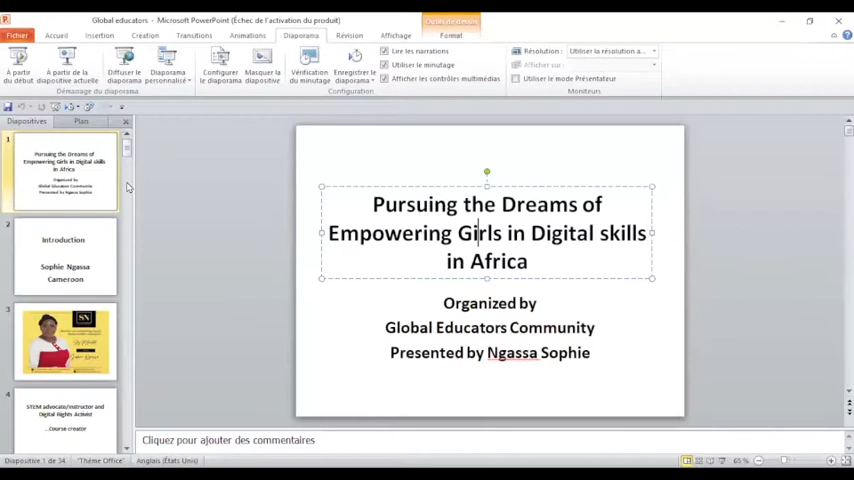 Global educators - Microsoft PowerPoint (Échec de l'activation du produit)
Outils de dessin
Fichier Accueil Insertion Création Transitions Animations Diaporama Révision Affichage Format
À partir du début
À partir de la diapositive actuelle
Diffuser le diaporama
Diaporama personnalisé
Configurer le diaporama
Masquer la diapositive
Vérification du minutage
Enregistrer le diaporama
Lire les narrations
Utiliser le minutage
Afficher les contrôles multimédias
Résolution : Utiliser la résolution a...
Afficher sur :
Utiliser le mode Présentateur
Démarrage du diaporama
Configuration
Moniteurs
Diapositives Plan
1
Pursuing the Dreams of
Empowering Girls in Digital skills
in Africa
Organized by
Global Educators Community
Presented by Ngassa Sophie
2
Introduction
Sophie Ngassa
Cameroon
3
SN
4
STEM advocate/instructor and
Digital Rights Activist
...Course creator
Pursuing the Dreams of
Empowering Girls in Digital skills
in Africa
Organized by
Global Educators Community
Presented by Ngassa Sophie
Cliquez pour ajouter des commentaires
Diapositive 1 de 34 "Thème Office" Anglais (États Unis) 65 %